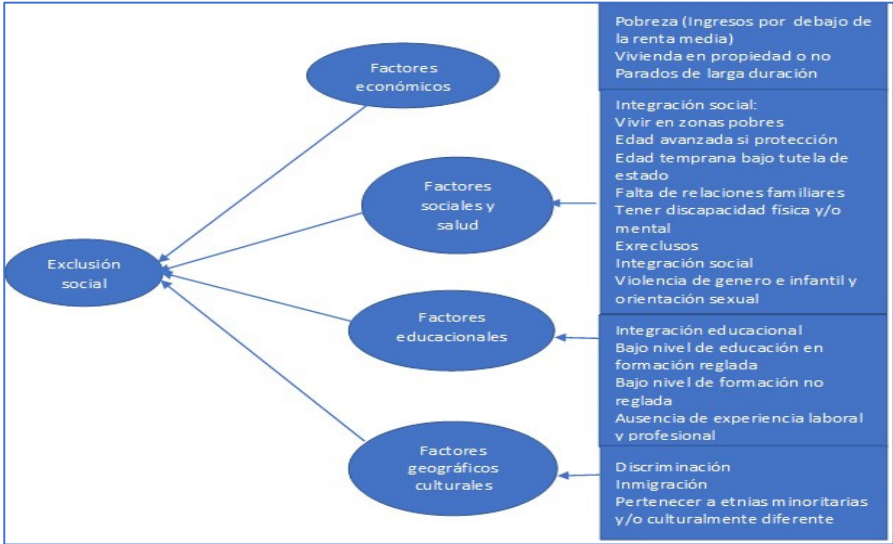 Exclusión
social
Factores
económicos
Factores
sociales y
salud
Factores
educacionales
Factores
geográficos
culturales
Pobreza (Ingresos por debajo de
la renta media)
Vivienda en propiedad o no
Parados de larga duración
Integración social:
Vivir en zonas pobres
Edad avanzada si protección
Edad temprana bajo tutela de
estado
Falta de relaciones familiares
Tener discapacidad física y/o
mental
Exreclusos
Integración social
Violencia de genero e infantil y
orientación sexual
Integración educacional
Bajo nivel de educación en
formación reglada
Bajo nivel de formación no
reglada
Ausencia de experiencia laboral
y profesional
Discriminación
Inmigración
Pertenecer a etnias minoritarias
y/o culturalmente diferente